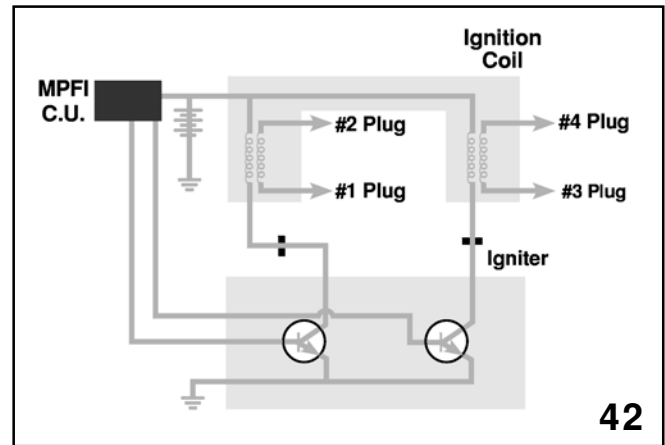 Ignition
Coil
MPFI
C.U.
#2 Plug
#4 Plug
#1 Plug
#3 Plug
Igniter
42